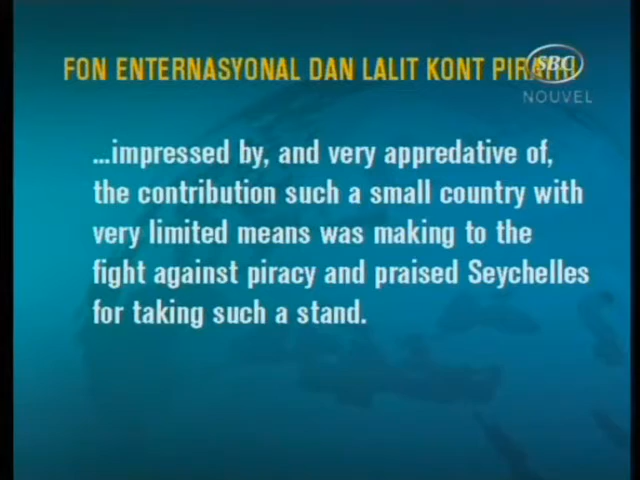 FON ENTERNASYONAL DAN LALIT KONT
SBC
NOUVEL
...impressed by, and very appredative of,
the contribution such a small country with
very limited means was making to the
fight against piracy and praised Seychelles
for taking such a stand.